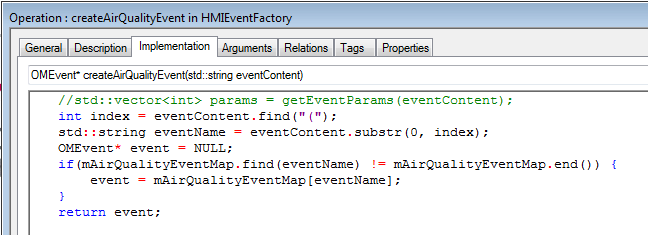 Operation : createAirQualityEvent in HMIEventFactory
General Description Implementation Arguments Relations Tags Properties
OMEvent* createAirQualityEvent(std::string eventContent)
//std::vector<int> params = getEventParams(eventContent);
int index = eventContent.find("(");
std::string eventName = eventContent.substr(0, index);
OMEvent* event = NULL;
if(mAirQualityEventMap.find(eventName) != mAirQualityEventMap.end()) {
    event = mAirQualityEventMap[eventName];
}
return event;